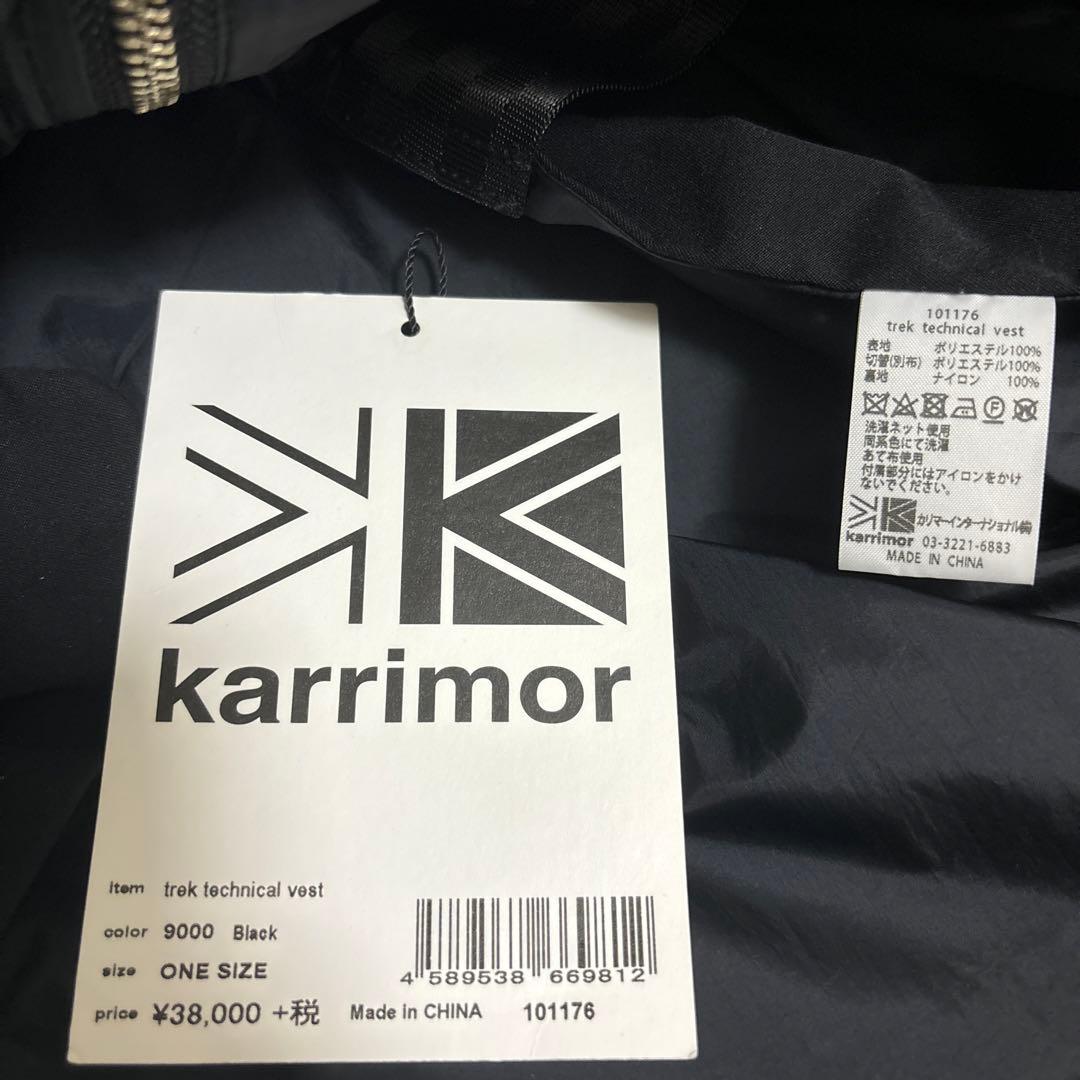 karrimor
item trek technical vest
color 9000 Black
size ONE SIZE
price ¥38,000 +税
Made in CHINA 101176
4 589538 669812
101176
trek technical vest
表地 ポリエステル100%
切替(別布) ポリエステル100%
裏地 ナイロン 100%
洗濯ネット使用
同系色にて洗濯
あて布使用
付属部分にはアイロンをかけ
ないでください。
カリマーインターナショナル㈱
karrimor 03-3221-6883
MADE IN CHINA